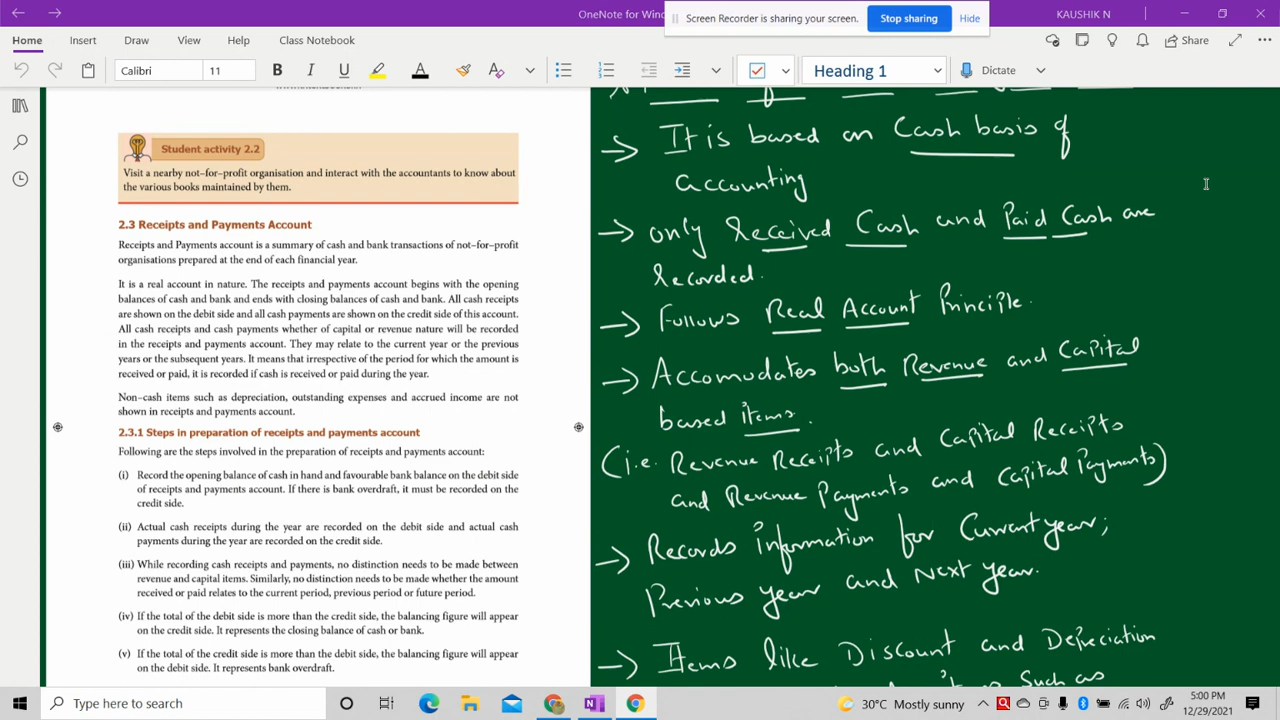 OneNote for Win
Screen Recorder is sharing your screen.
Stop sharing
Hide
KAUSHIK N
Home
Insert
Draw
View
Help
Class Notebook
Share
Calibri
11
B
I
U
A
Heading 1
Dictate
Student activity 2.2
Visit a nearby not–for–profit organisation and interact with the accountants to know about
the various books maintained by them.
2.3 Receipts and Payments Account
Receipts and Payments account is a summary of cash and bank transactions of not–for–profit
organisations prepared at the end of each financial year.
It is a real account in nature. The receipts and payments account begins with the opening
balances of cash and bank and ends with closing balances of cash and bank. All cash receipts
are shown on the debit side and all cash payments are shown on the credit side of this account.
All cash receipts and cash payments whether of capital or revenue nature will be recorded
in the receipts and payments account. They may relate to the current year or the previous
years or the subsequent years. It means that irrespective of the period for which the amount is
received or paid, it is recorded if cash is received or paid during the year.
Non–cash items such as depreciation, outstanding expenses and accrued income are not
shown in receipts and payments account.
2.3.1 Steps in preparation of receipts and payments account
Following are the steps involved in the preparation of receipts and payments account:
(i) Record the opening balance of cash in hand and favourable bank balance on the debit side
of receipts and payments account. If there is bank overdraft, it must be recorded on the
credit side.
(ii) Actual cash receipts during the year are recorded on the debit side and actual cash
payments during the year are recorded on the credit side.
(iii) While recording cash receipts and payments, no distinction needs to be made between
revenue and capital items. Similarly, no distinction needs to be made whether the amount
received or paid relates to the current period, previous period or future period.
(iv) If the total of the debit side is more than the credit side, the balancing figure will appear
on the credit side. It represents the closing balance of cash or bank.
(v) If the total of the credit side is more than the debit side, the balancing figure will appear
on the debit side. It represents bank overdraft.
→ It is based on Cash basis of
accounting
→ only Received Cash and Paid Cash are
Recorded.
→ Follows Real Account Principle.
→ Accomodates both Revenue and Capital
based items.
(i.e. Revenue Receipts and Capital Receipts
and Revenue Payments and Capital Payments)
→ Records Information for Current year;
Previous year and Next year.
→ Items like Discount and Depreciation
such as
Type here to search
30°C Mostly sunny
5:00 PM
12/29/2021